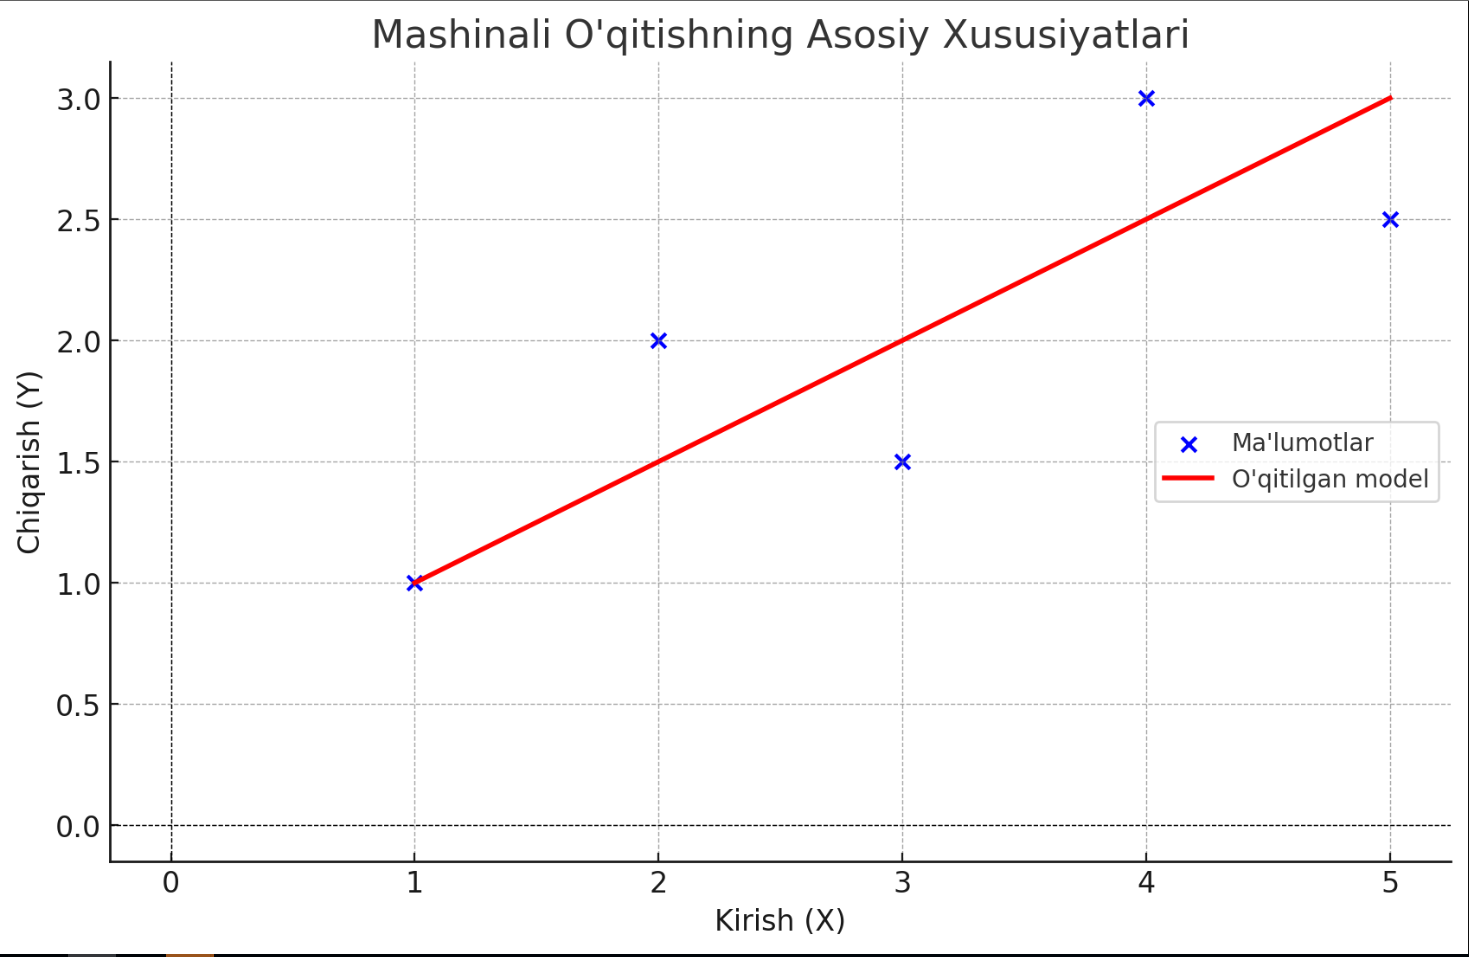 Mashinali O'qitishning Asosiy Xususiyatlari
3.0
2.5
2.0
1.5
1.0
0.5
0.0
Chiqarish (Y)
Ma'lumotlar
O'qitilgan model
0 1 2 3 4 5
Kirish (X)